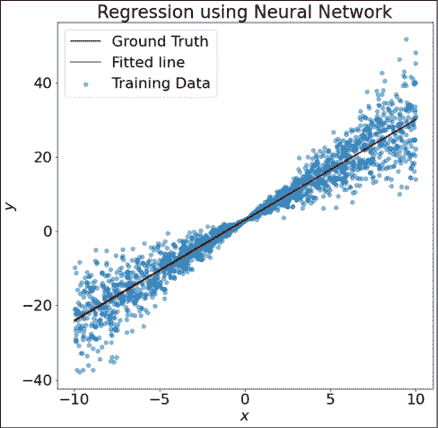 Regression using Neural Network
Ground Truth
Fitted line
Training Data
40
20
0
−20
−40
y
−10
−5
0
5
10
x